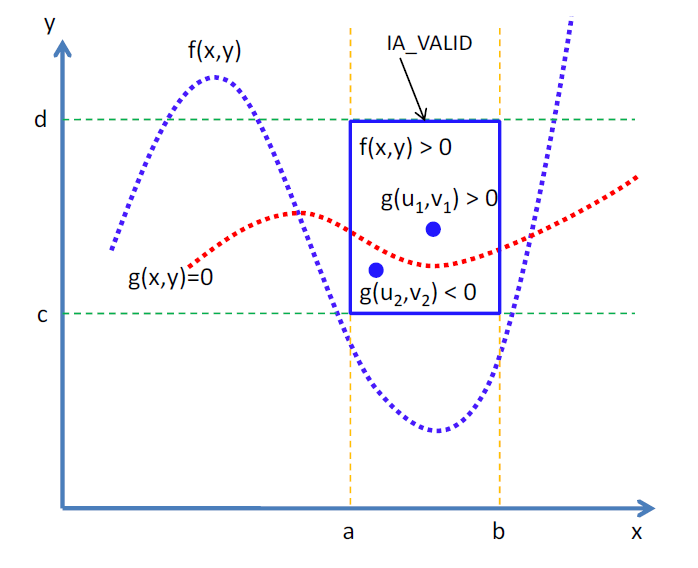 y
IA_VALID
f(x,y)
d
f(x,y) > 0
g(u₁,v₁) > 0
g(x,y)=0
g(u₂,v₂) < 0
c
a
b
x